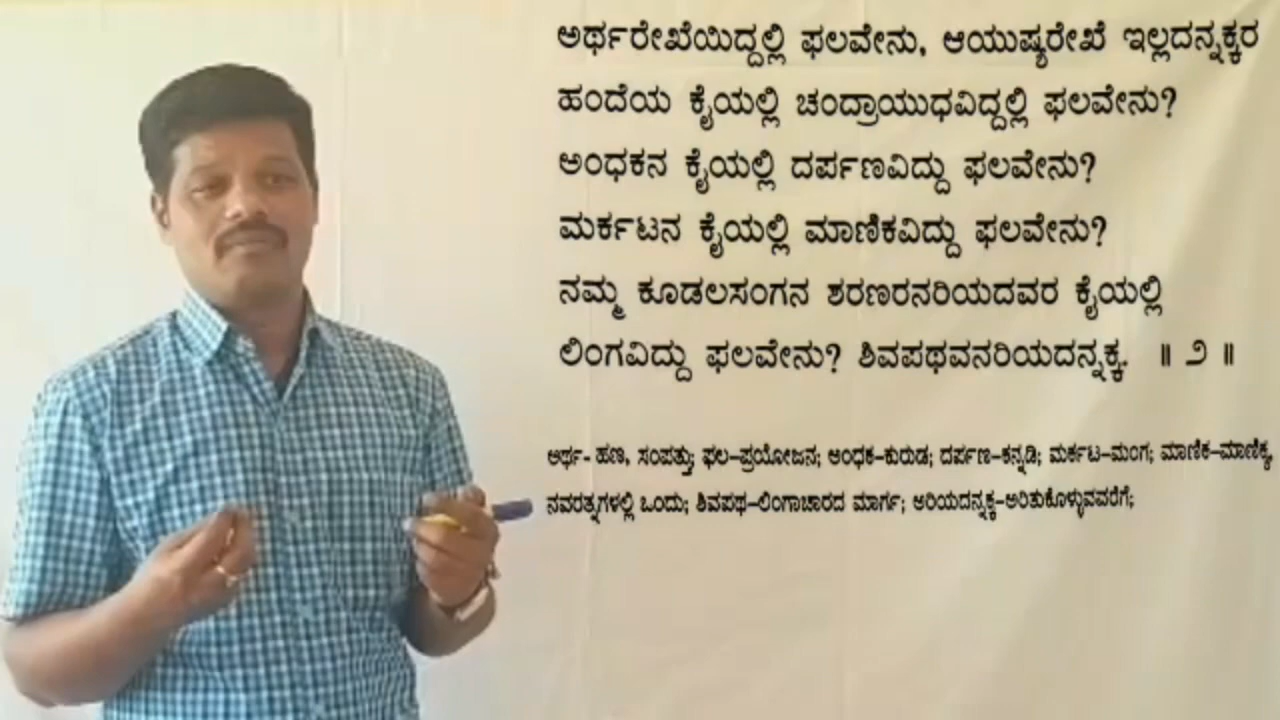 ಅರ್ಥರೇಖೆಯಿದ್ದಲ್ಲಿ ಫಲವೇನು, ಆಯುಷ್ಯರೇಖೆ ಇಲ್ಲದನ್ನಕ್ಕರ
ಹಂದೆಯ ಕೈಯಲ್ಲಿ ಚಂದ್ರಾಯುಧವಿದ್ದಲ್ಲಿ ಫಲವೇನು?
ಅಂಧಕನ ಕೈಯಲ್ಲಿ ದರ್ಪಣವಿದ್ದು ಫಲವೇನು?
ಮರ್ಕಟನ ಕೈಯಲ್ಲಿ ಮಾಣಿಕವಿದ್ದು ಫಲವೇನು?
ನಮ್ಮ ಕೂಡಲಸಂಗನ ಶರಣರನರಿಯದವರ ಕೈಯಲ್ಲಿ
ಲಿಂಗವಿದ್ದು ಫಲವೇನು? ಶಿವಪಥವನರಿಯದನ್ನಕ್ಕ. ॥ ೨ ॥
ಅರ್ಥ- ಹಣ, ಸಂಪತ್ತು; ಫಲ-ಪ್ರಯೋಜನ; ಅಂಧಕ-ಕುರುಡ; ದರ್ಪಣ-ಕನ್ನಡಿ; ಮರ್ಕಟ-ಮಂಗ; ಮಾಣಿಕ-ಮಾಣಿಕ್ಯ,
ನವರತ್ನಗಳಲ್ಲಿ ಒಂದು; ಶಿವಪಥ-ಲಿಂಗಾಚಾರದ ಮಾರ್ಗ; ಅರಿಯದನ್ನಕ್ಕ-ಅರಿತುಕೊಳ್ಳುವವರೆಗೆ;